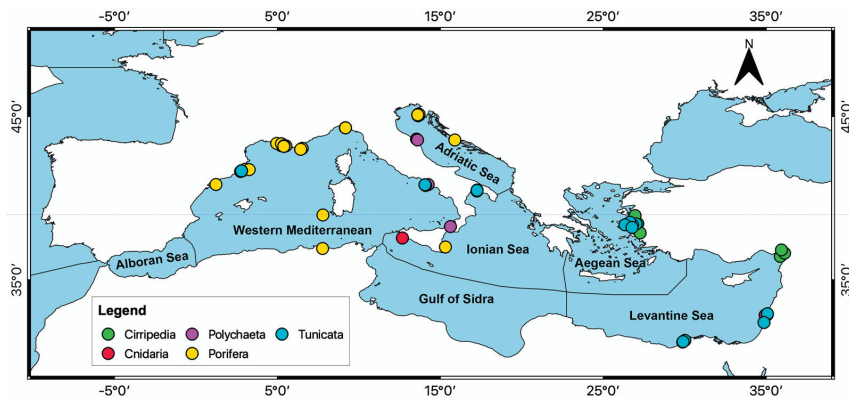 -5°0′ 5°0′ 15°0′ 25°0′ 35°0′
N
45°0′ 45°0′
Adriatic Sea
Western Mediterranean
Ionian Sea
Alboran Sea
Aegean Sea
35°0′ 35°0′
Gulf of Sidra
Levantine Sea
Legend
Cirripedia Polychaeta Tunicata
Cnidaria Porifera
-5°0′ 5°0′ 15°0′ 25°0′ 35°0′